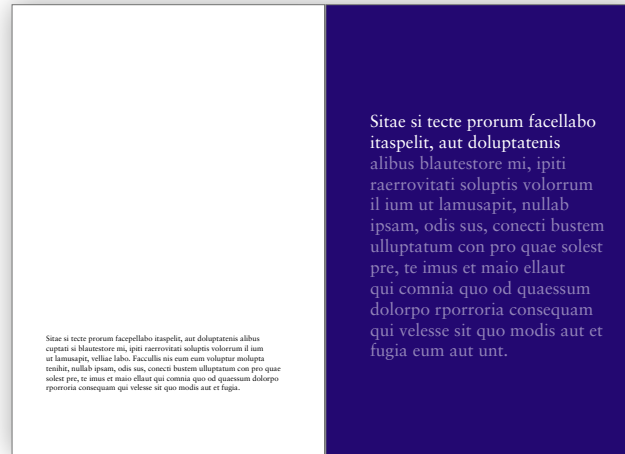 Sitae si tecte prorum facepellabo itaspelit, aut doluptatenis alibus
cuptati si blautestore mi, ipiti raerrovitati soluptis volorrum il ium
ut lamusapit, velliae labo. Faccullis nis eum eum voluptur molupta
tenihit, nullab ipsam, odis sus, conecti bustem ulluptatum con pro quae
solest pre, te imus et maio ellaut qui comnia quo od quaessum dolorpo
rporroria consequam qui velesse sit quo modis aut et fugia.
Sitae si tecte prorum facellabo
itaspelit, aut doluptatenis
alibus blautestore mi, ipiti
raerrovitati soluptis volorrum
il ium ut lamusapit, nullab
ipsam, odis sus, conecti bustem
ulluptatum con pro quae solest
pre, te imus et maio ellaut
qui comnia quo od quaessum
dolorpo rporroria consequam
qui velesse sit quo modis aut et
fugia eum aut unt.